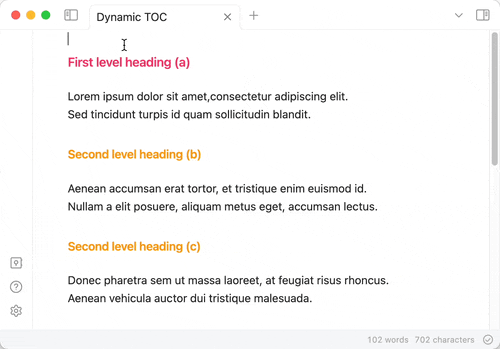 Dynamic TOC
First level heading (a)
Lorem ipsum dolor sit amet,consectetur adipiscing elit.
Sed tincidunt turpis id quam sollicitudin blandit.
Second level heading (b)
Aenean accumsan erat tortor, et tristique enim euismod id.
Nullam a elit posuere, aliquam metus eget, accumsan lectus.
Second level heading (c)
Donec pharetra sem ut massa laoreet, at feugiat risus rhoncus.
Aenean vehicula auctor dui tristique malesuada.
102 words 702 characters